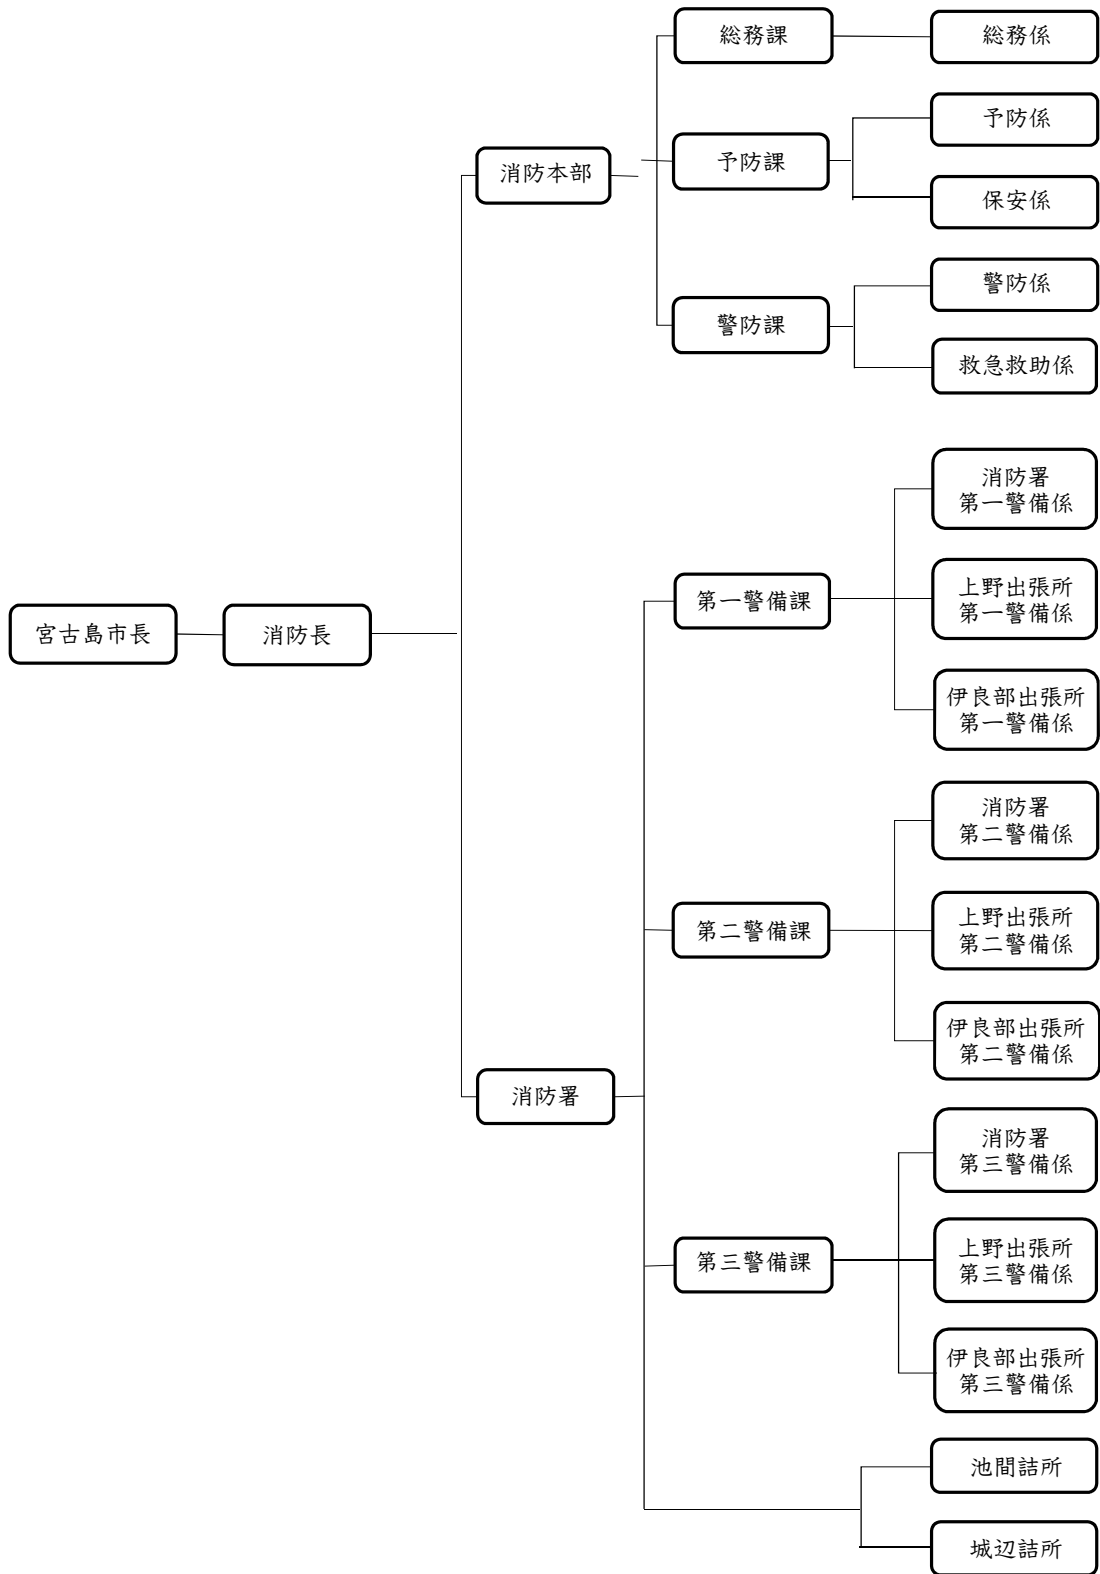 宮古島市長
消防長
消防本部
総務課
総務係
予防課
予防係
保安係
警防課
警防係
救急救助係
消防署
第一警備課
消防署
第一警備係
上野出張所
第一警備係
伊良部出張所
第一警備係
第二警備課
消防署
第二警備係
上野出張所
第二警備係
伊良部出張所
第二警備係
第三警備課
消防署
第三警備係
上野出張所
第三警備係
伊良部出張所
第三警備係
池間詰所
城辺詰所